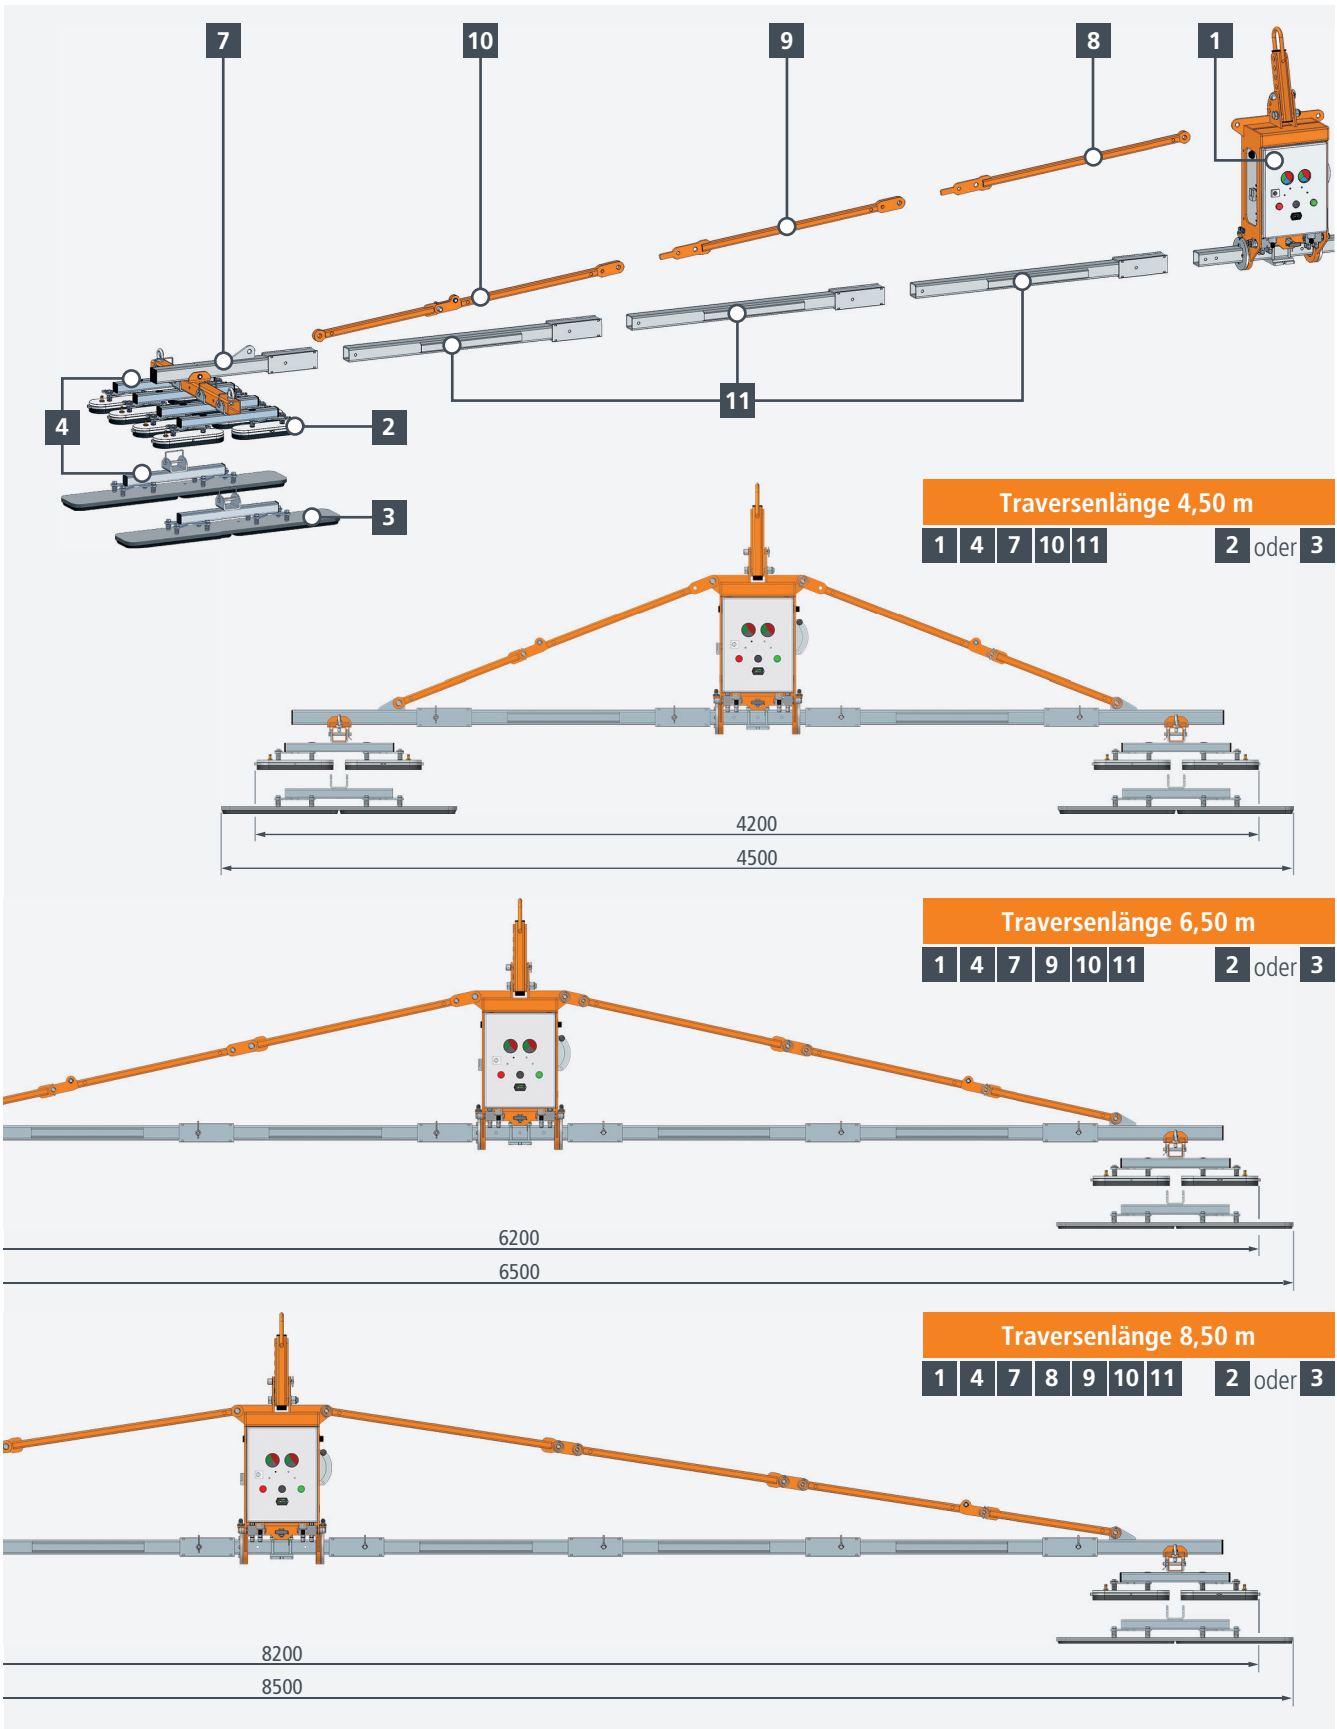 7 10 9 8 1
11
4 2
3
Traversenlänge 4,50 m
1 4 7 10 11 2 oder 3
4200
4500
Traversenlänge 6,50 m
1 4 7 9 10 11 2 oder 3
6200
6500
Traversenlänge 8,50 m
1 4 7 8 9 10 11 2 oder 3
8200
8500